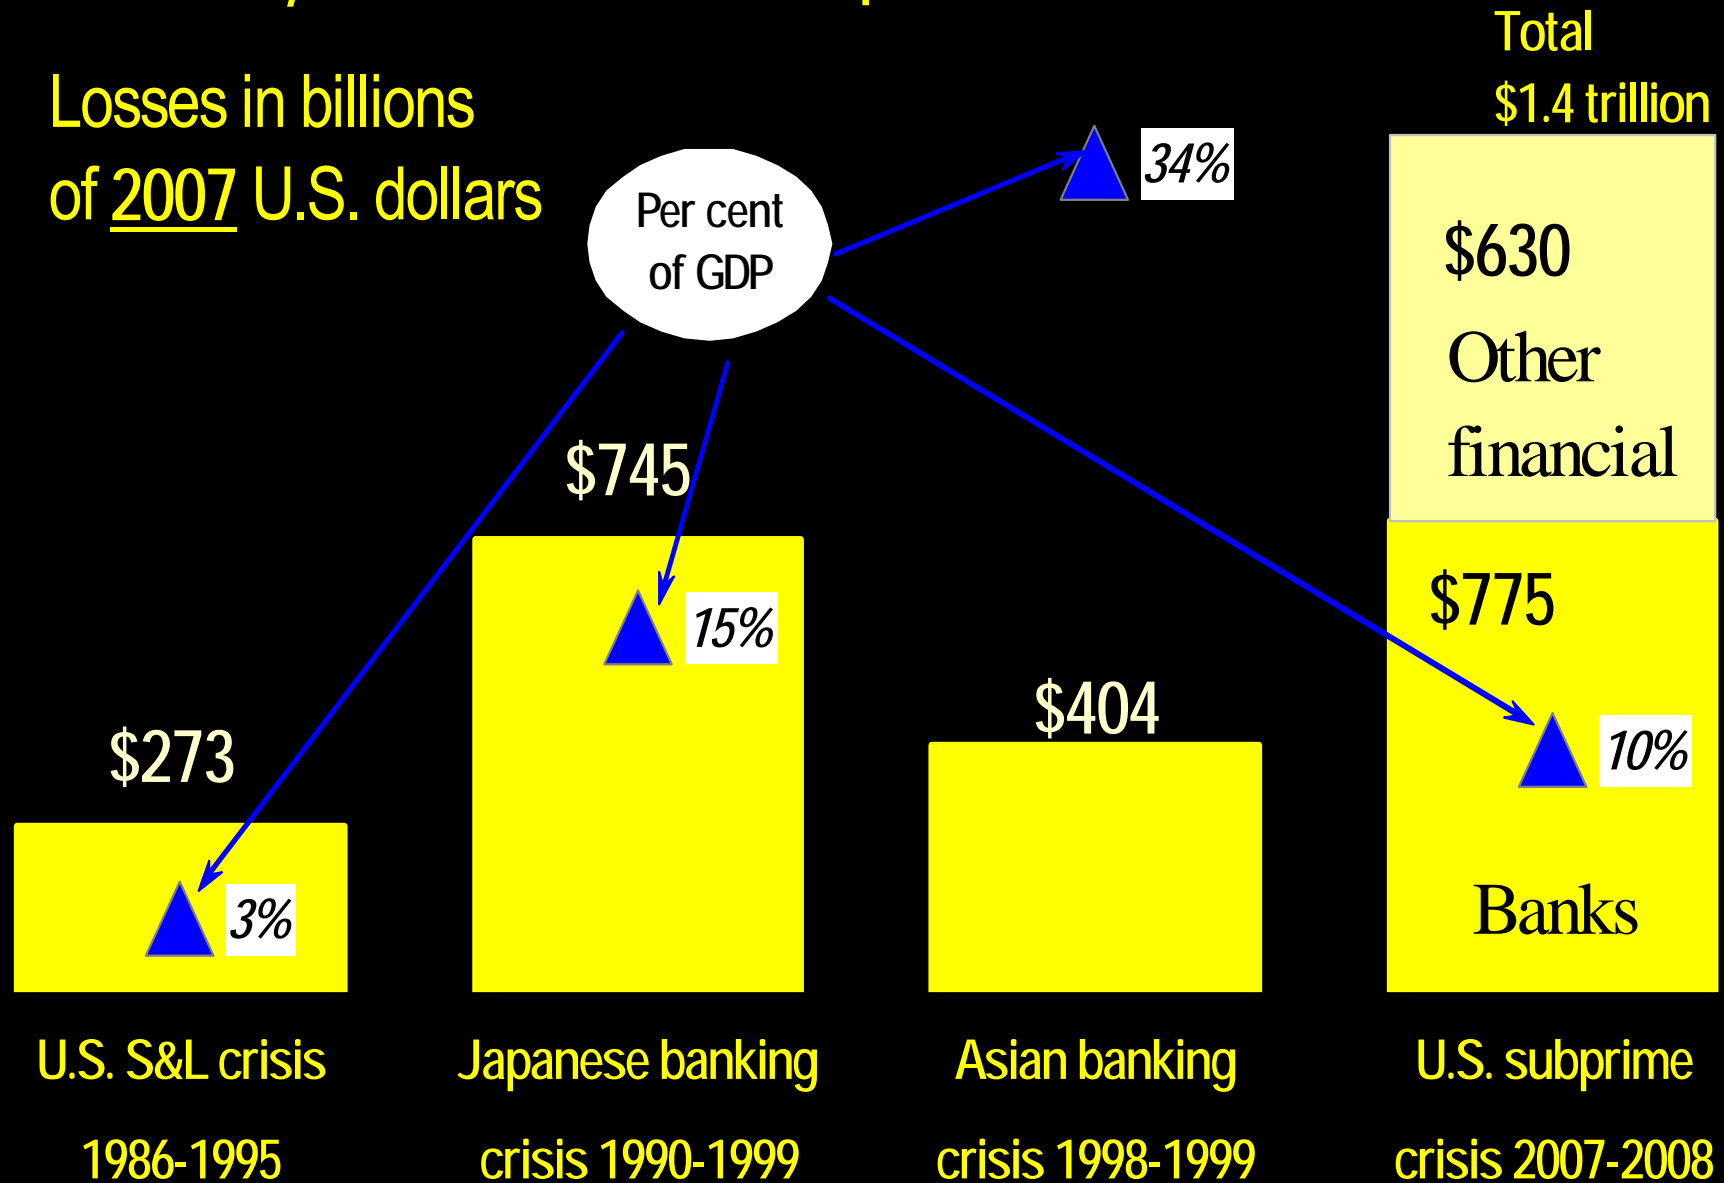 Total
$1.4 trillion
Losses in billions
of 2007 U.S. dollars
Per cent
of GDP
34%
$630
Other
financial
$745
$775
15%
$404
$273
10%
3%
Banks
U.S. S&L crisis
1986-1995
Japanese banking
crisis 1990-1999
Asian banking
crisis 1998-1999
U.S. subprime
crisis 2007-2008